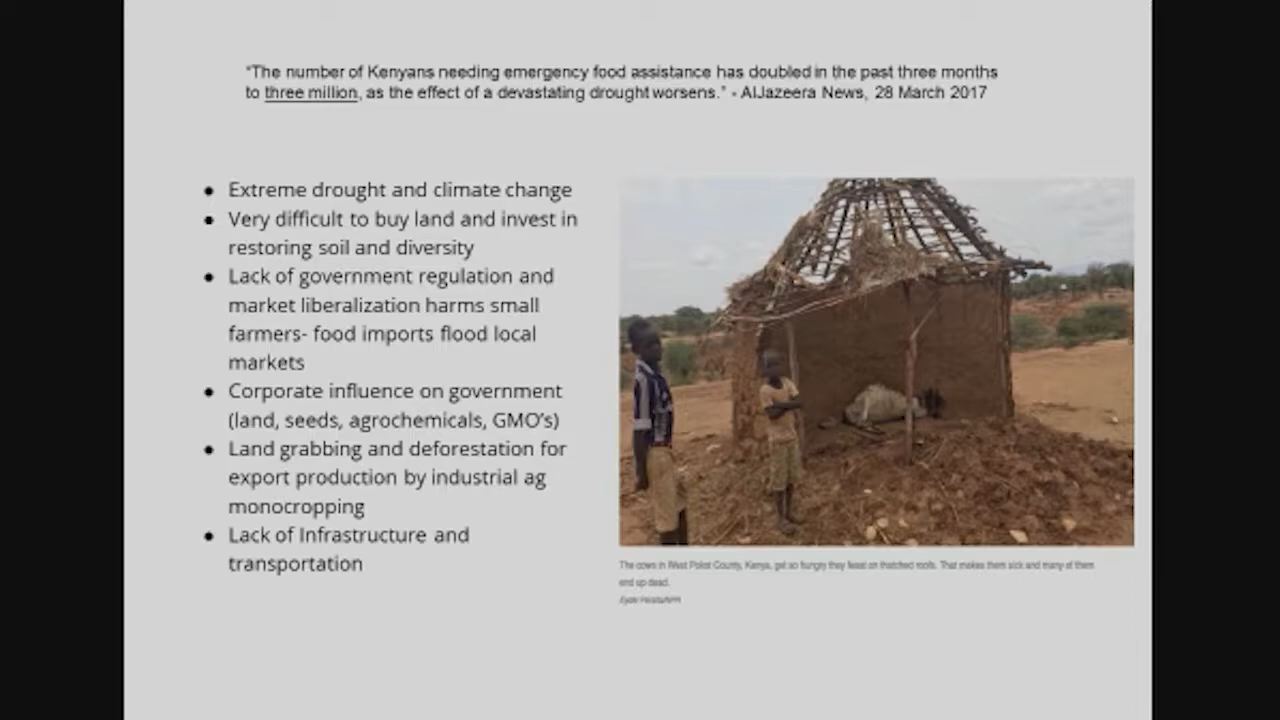 "The number of Kenyans needing emergency food assistance has doubled in the past three months
to three million, as the effect of a devastating drought worsens." - AlJazeera News, 28 March 2017
● Extreme drought and climate change
● Very difficult to buy land and invest in
restoring soil and diversity
● Lack of government regulation and
market liberalization harms small
farmers- food imports flood local
markets
● Corporate influence on government
(land, seeds, agrochemicals, GMO's)
● Land grabbing and deforestation for
export production by industrial ag
monocropping
● Lack of Infrastructure and
transportation
The cows in West Pokot County, Kenya, get so hungry they feast on thatched roofs. That makes them sick and many of them
end up dead.